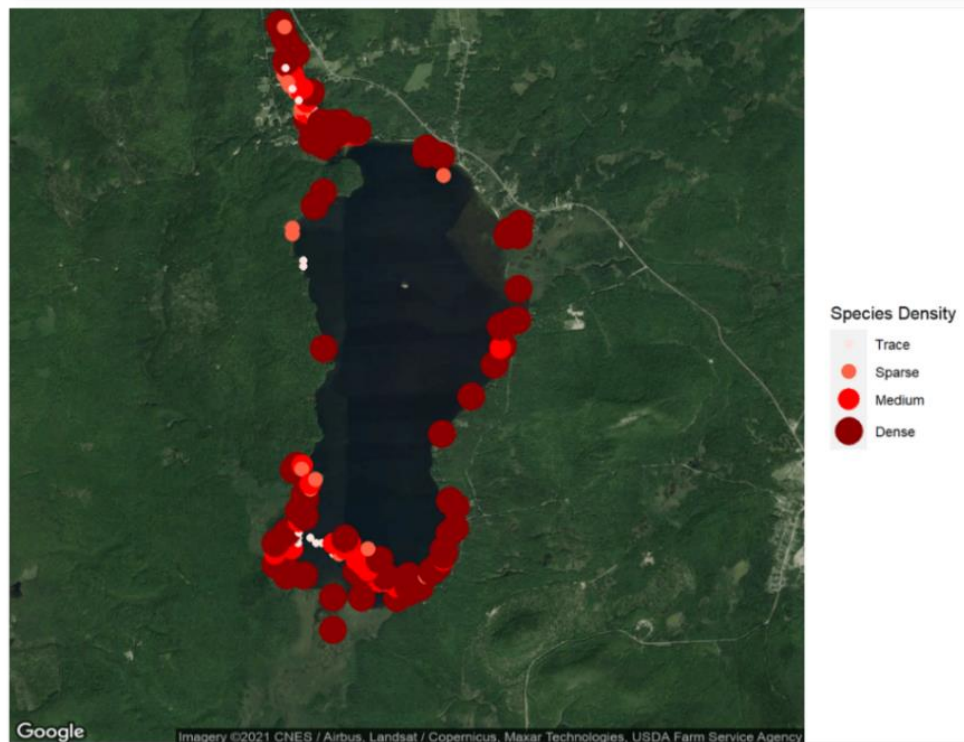 Species Density
Trace
Sparse
Medium
Dense
Google
Imagery ©2021 CNES / Airbus, Landsat / Copernicus, Maxar Technologies, USDA Farm Service Agency